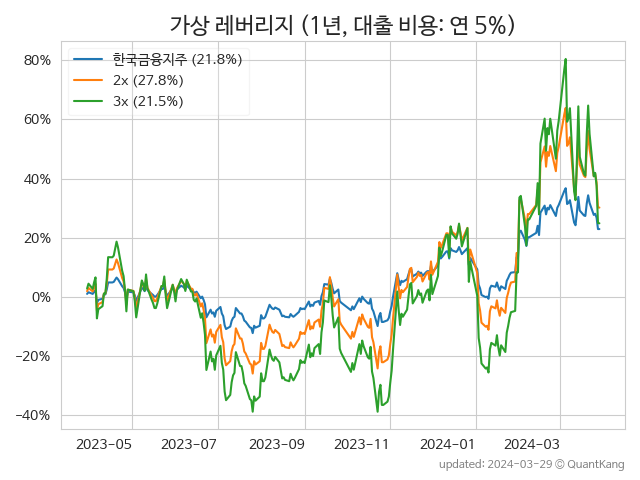 가상 레버리지 (1년, 대출 비용: 연 5%)
한국금융지주 (21.8%)
2x (27.8%)
3x (21.5%)
80%
60%
40%
20%
0%
−20%
−40%
2023-05
2023-07
2023-09
2023-11
2024-01
2024-03
updated: 2024-03-29 © QuantKang